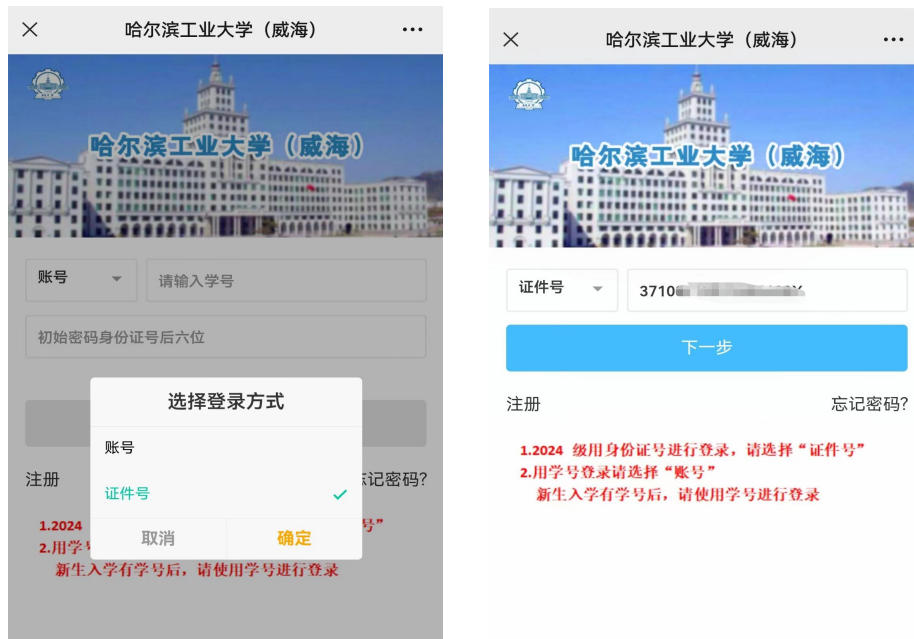 哈尔滨工业大学（威海）
哈尔滨工业大学（威海）
账号
请输入学号
初始密码身份证号后六位
选择登录方式
账号
证件号
取消
确定
注册
忘记密码?
1.2024
号”
2.用学号
新生入学有学号后，请使用学号进行登录
哈尔滨工业大学（威海）
哈尔滨工业大学（威海）
证件号
3710
下一步
注册
忘记密码?
1.2024 级用身份证号进行登录，请选择“证件号”
2.用学号登录请选择“账号”
新生入学有学号后，请使用学号进行登录